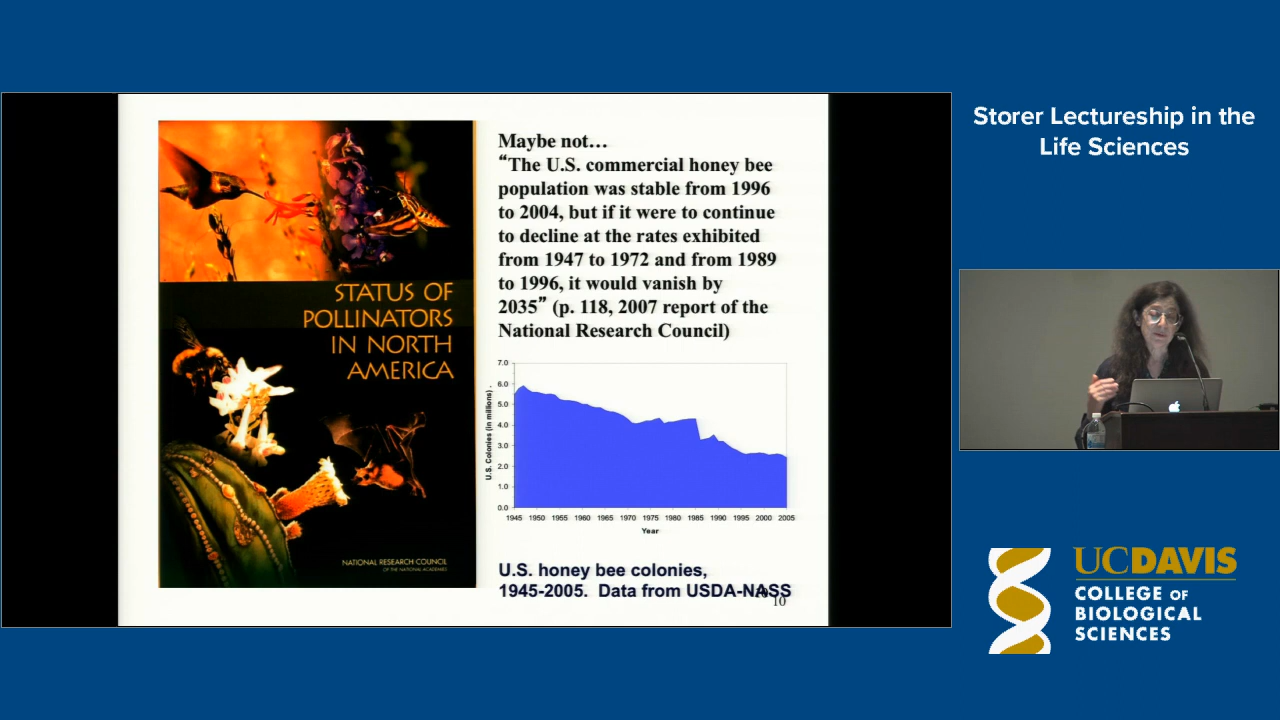 Maybe not…
“The U.S. commercial honey bee
population was stable from 1996
to 2004, but if it were to continue
to decline at the rates exhibited
from 1947 to 1972 and from 1989
to 1996, it would vanish by
2035” (p. 118, 2007 report of the
National Research Council)
STATUS OF
POLLINATORS
IN NORTH
AMERICA
NATIONAL RESEARCH COUNCIL
OF THE NATIONAL ACADEMIES
U.S. Colonies (in millions) .
7.0
6.0
5.0
4.0
3.0
2.0
1.0
0.0
1945 1950 1955 1960 1965 1970 1975 1980 1985 1990 1995 2000 2005
Year
U.S. honey bee colonies,
1945-2005. Data from USDA-NASS
10
Storer Lectureship in the
Life Sciences
UCDAVIS
COLLEGE OF
BIOLOGICAL
SCIENCES